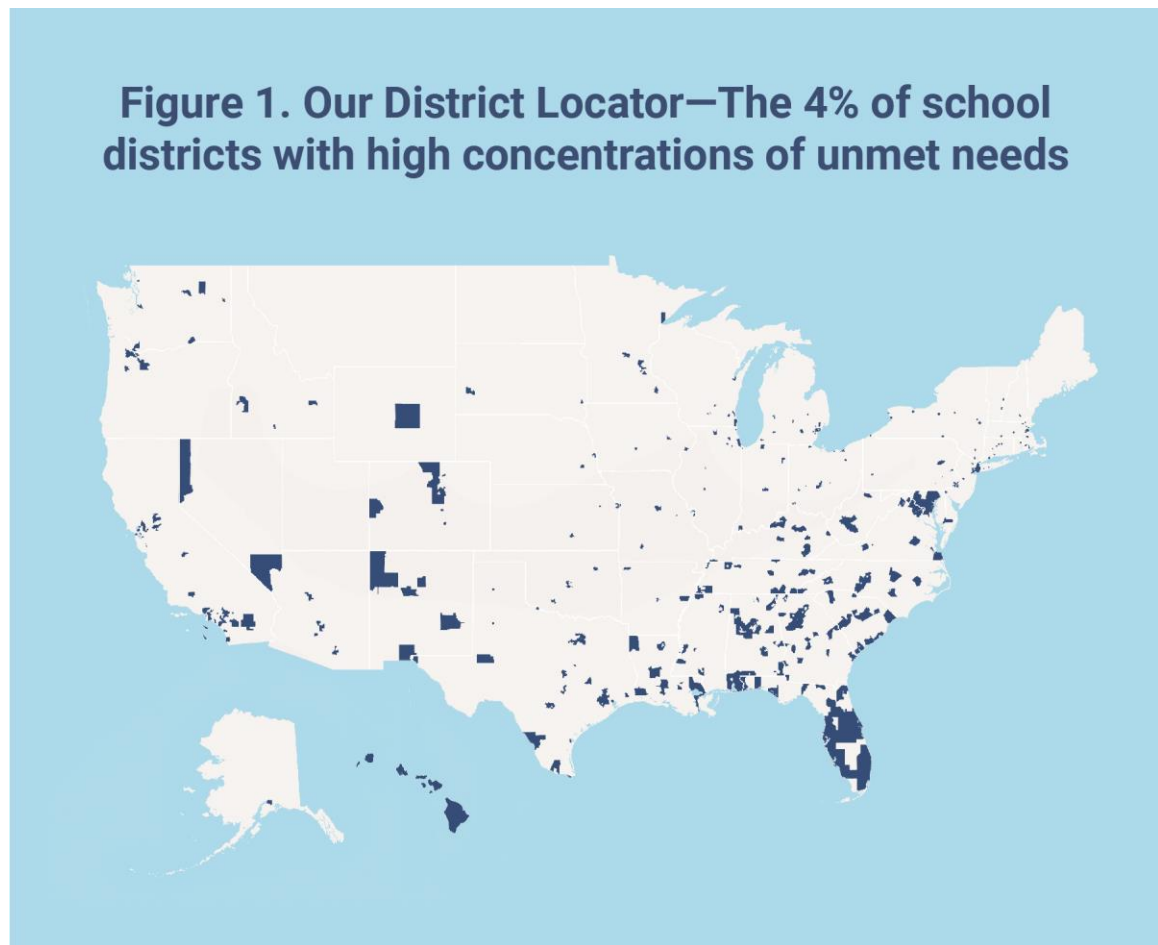 Figure 1. Our District Locator—The 4% of school
districts with high concentrations of unmet needs